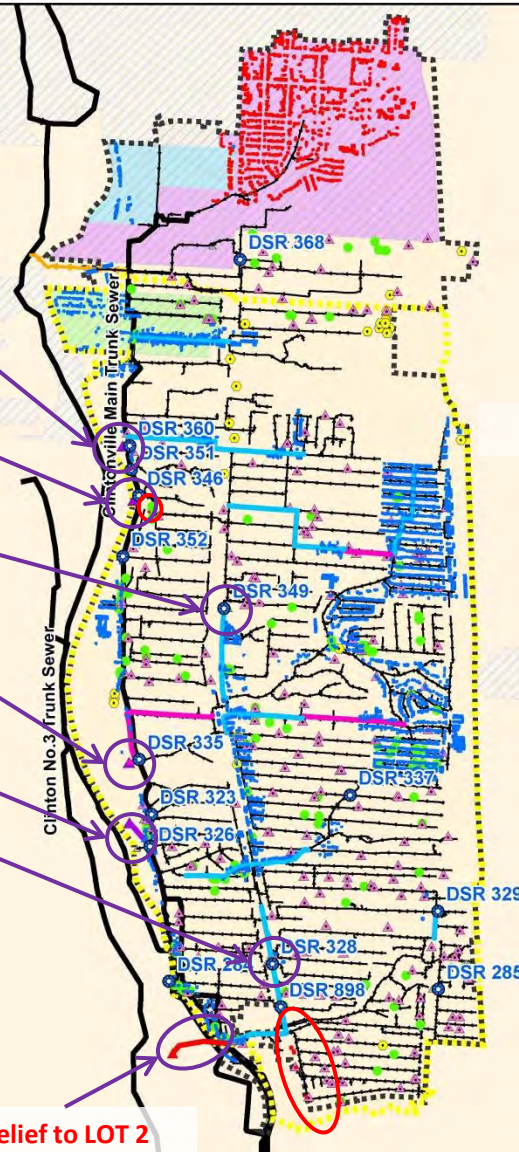 DSR 368
Clintonville Main Trunk Sewer
DSR 360
DSR 351
DSR 346
DSR 352
DSR 349
Clinton No.3 Trunk Sewer
DSR 335
DSR 337
DSR 323
DSR 326
DSR 329
DSR 328
DSR 285
DSR 898
elief to LOT 2